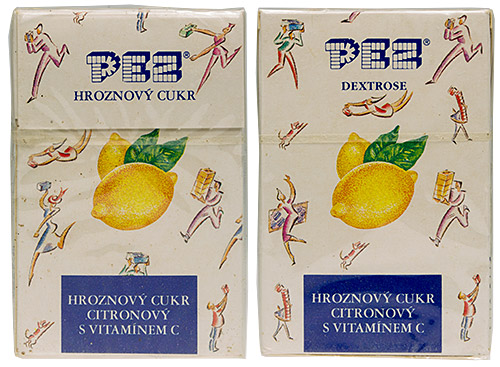 PEZ®
HROZNOVÝ CUKR
HROZNOVÝ CUKR
CITRONOVÝ
S VITAMÍNEM C
PEZ®
DEXTROSE
HROZNOVÝ CUKR
CITRONOVÝ
S VITAMÍNEM C